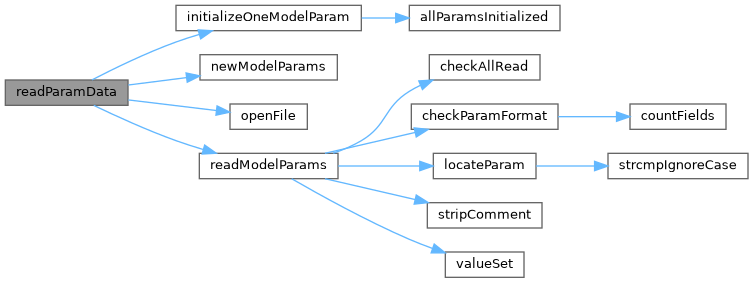 readParamData
initializeOneModelParam
allParamsInitialized
newModelParams
openFile
readModelParams
checkAllRead
checkParamFormat
countFields
locateParam
strcmpIgnoreCase
stripComment
valueSet